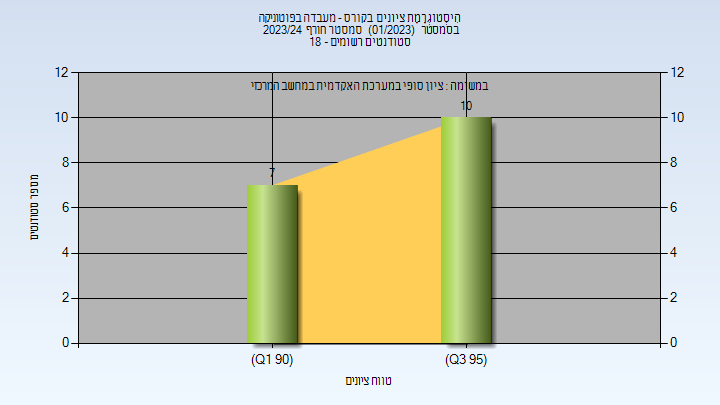 היסטוגרמת ציונים בקורס - מעבדה בפוטוניקה
בסמסטר (01/2023) סמסטר חורף 2023/24
סטודנטים רשומים - 18
במשימה : ציון סופי במערכת האקדמית במחשב המרכזי
12 12
10 10
8 8
6 6
4 4
2 2
0 0
7
10
מספר סטודנטים
(Q1 90) (Q3 95)
טווח ציונים